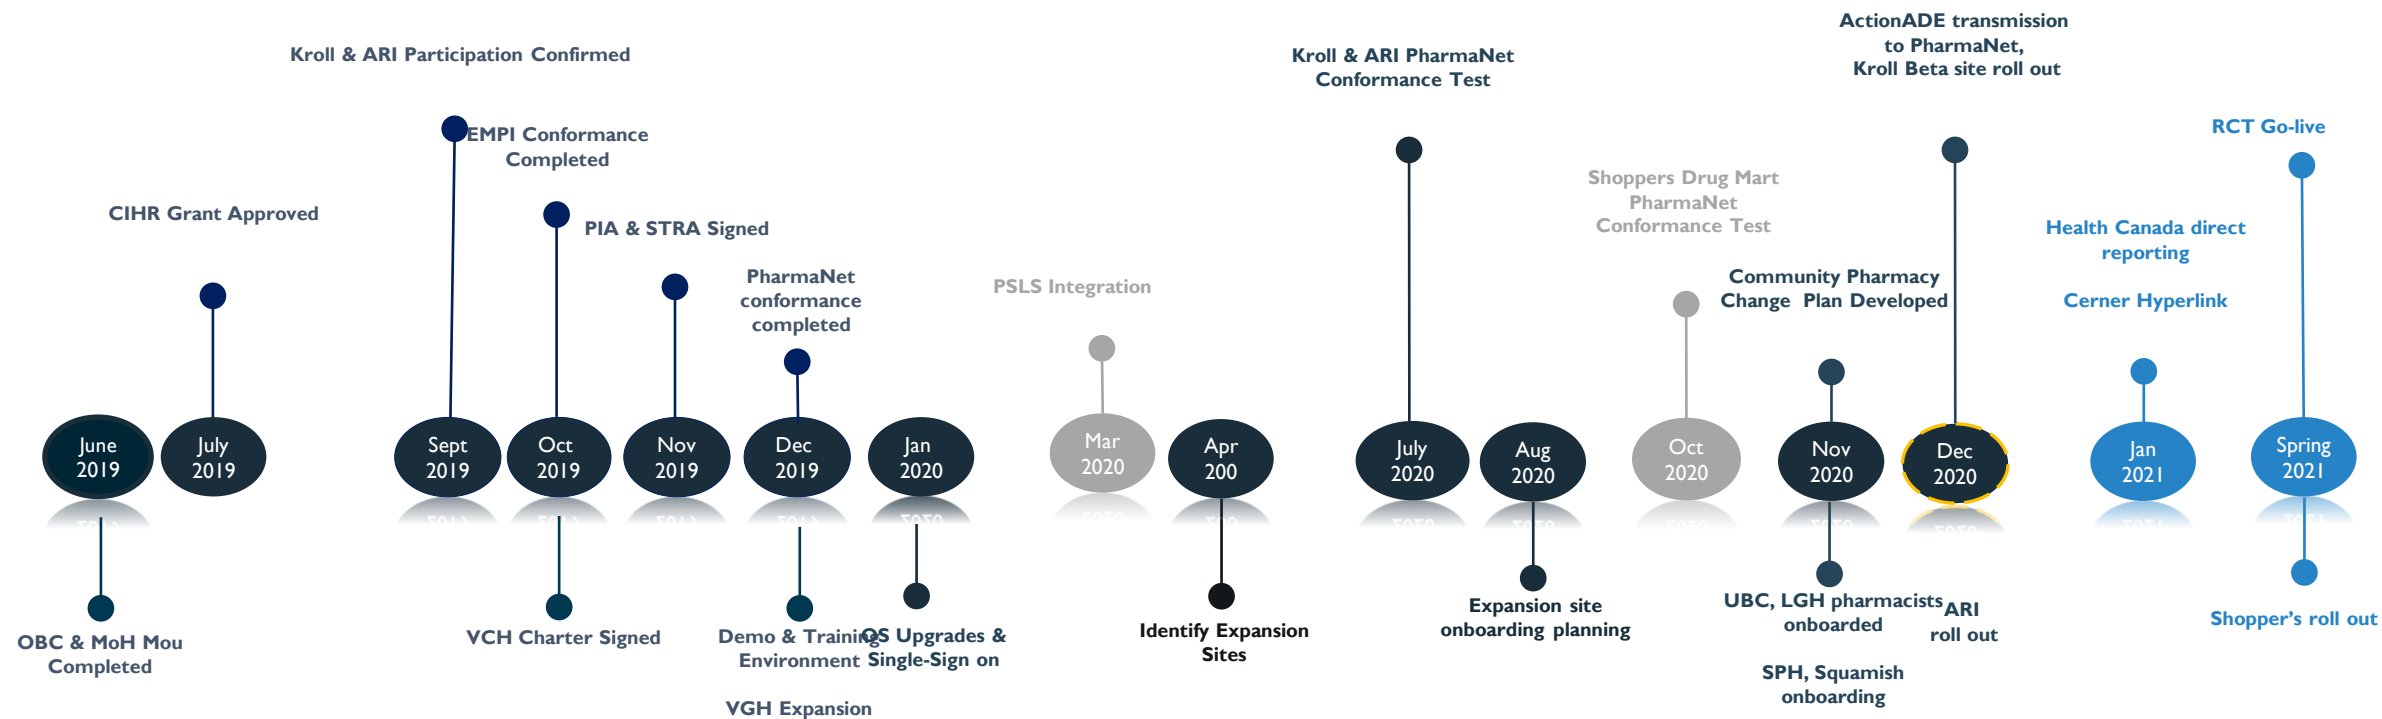 ActionADE transmission
to PharmaNet,
Kroll Beta site roll out
Kroll & ARI Participation Confirmed
Kroll & ARI PharmaNet
Conformance Test
RCT Go-live
EMPI Conformance
Completed
Shoppers Drug Mart
PharmaNet
Conformance Test
CIHR Grant Approved
PIA & STRA Signed
Health Canada direct
reporting
Cerner Hyperlink
PharmaNet
conformance
completed
PSLS Integration
Community Pharmacy
Change Plan Developed
June
2019
July
2019
Sept
2019
Oct
2019
Nov
2019
Dec
2019
Jan
2020
Mar
2020
Apr
200
July
2020
Aug
2020
Oct
2020
Nov
2020
Dec
2020
Jan
2021
Spring
2021
OBC & MoH Mou
Completed
VCH Charter Signed
Demo & Training
Environment
VGH Expansion
OS Upgrades &
Single-Sign on
Identify Expansion
Sites
Expansion site
onboarding planning
UBC, LGH pharmacists
onboarded
SPH, Squamish
onboarding
ARI
roll out
Shopper's roll out